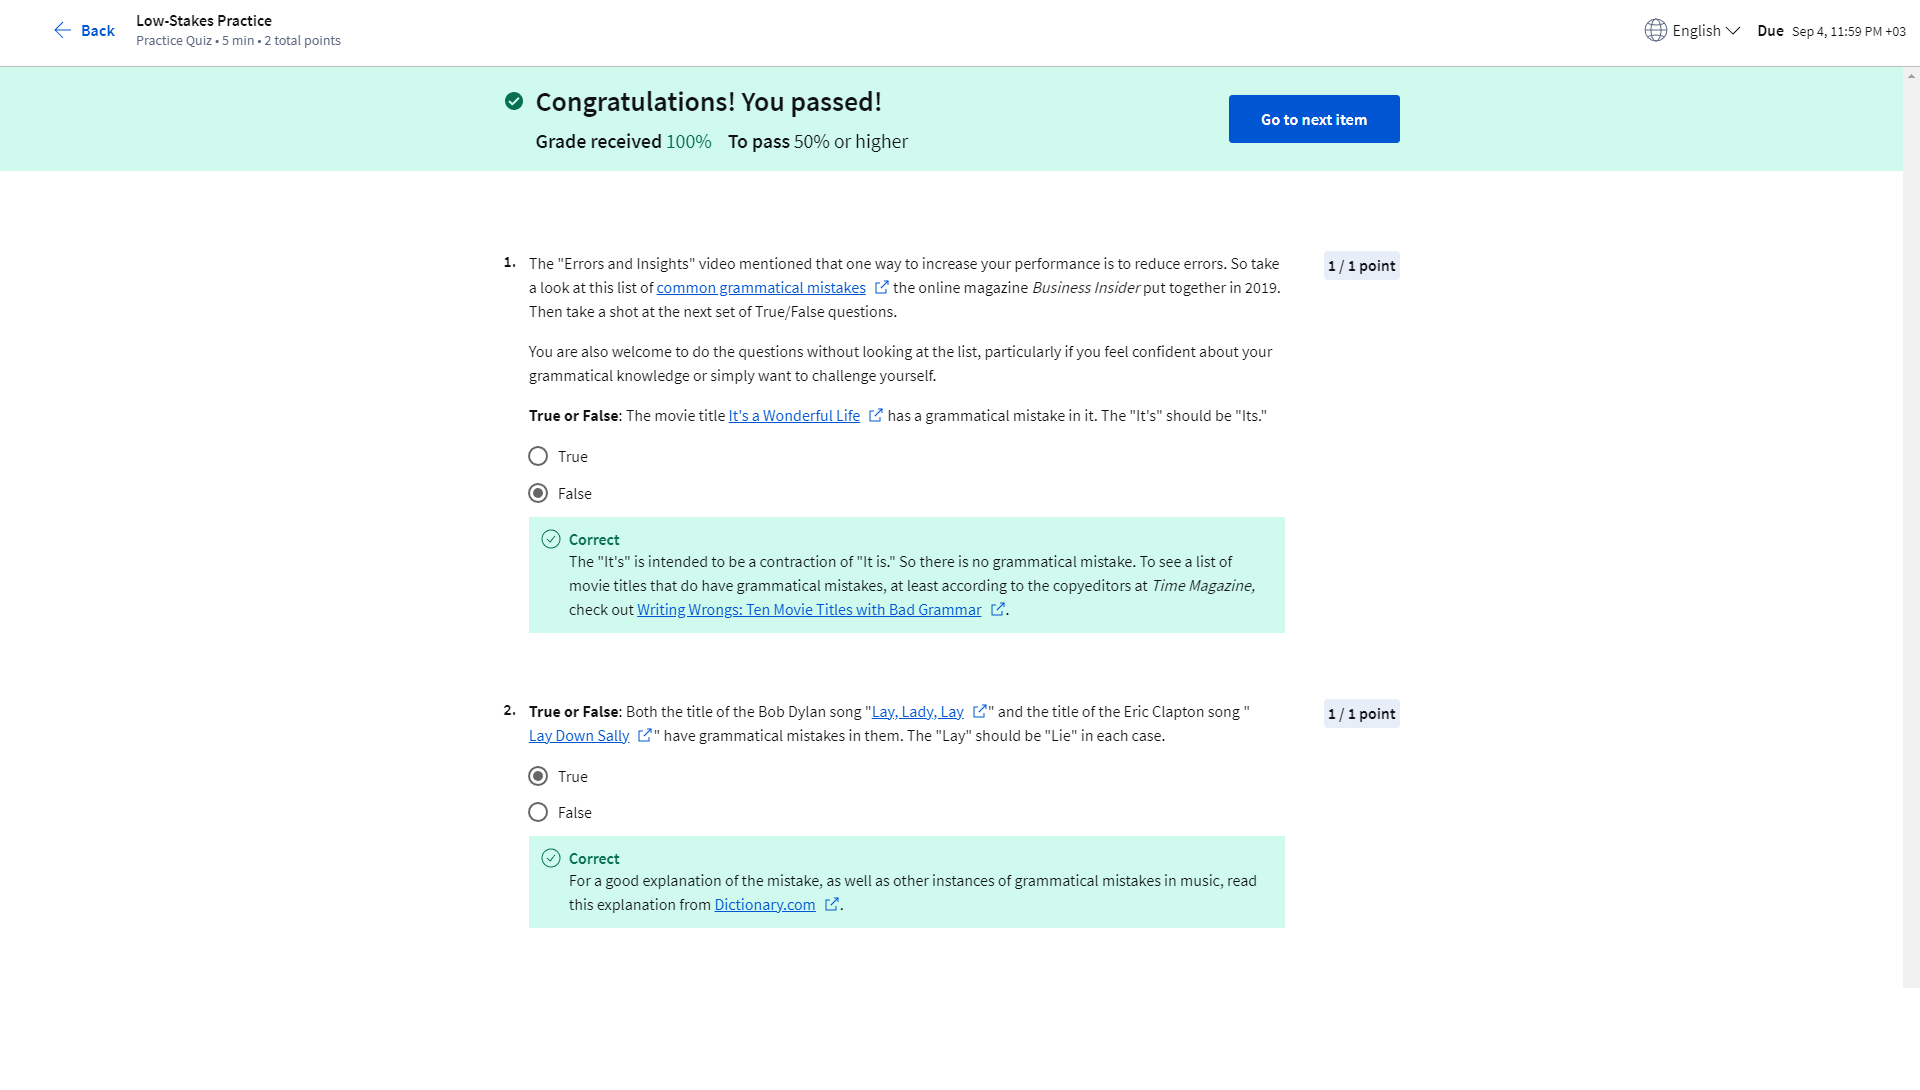 Back
Low-Stakes Practice
Practice Quiz • 5 min • 2 total points
English
Due Sep 4, 11:59 PM +03
Congratulations! You passed!
Grade received 100% To pass 50% or higher
Go to next item
1. The "Errors and Insights" video mentioned that one way to increase your performance is to reduce errors. So take
a look at this list of common grammatical mistakes the online magazine Business Insider put together in 2019.
Then take a shot at the next set of True/False questions.
1 / 1 point
You are also welcome to do the questions without looking at the list, particularly if you feel confident about your
grammatical knowledge or simply want to challenge yourself.
True or False: The movie title It's a Wonderful Life has a grammatical mistake in it. The "It's" should be "Its."
True
False
Correct
The "It's" is intended to be a contraction of "It is." So there is no grammatical mistake. To see a list of
movie titles that do have grammatical mistakes, at least according to the copyeditors at Time Magazine,
check out Writing Wrongs: Ten Movie Titles with Bad Grammar .
2. True or False: Both the title of the Bob Dylan song "Lay, Lady, Lay " and the title of the Eric Clapton song "
Lay Down Sally " have grammatical mistakes in them. The "Lay" should be "Lie" in each case.
1 / 1 point
True
False
Correct
For a good explanation of the mistake, as well as other instances of grammatical mistakes in music, read
this explanation from Dictionary.com .